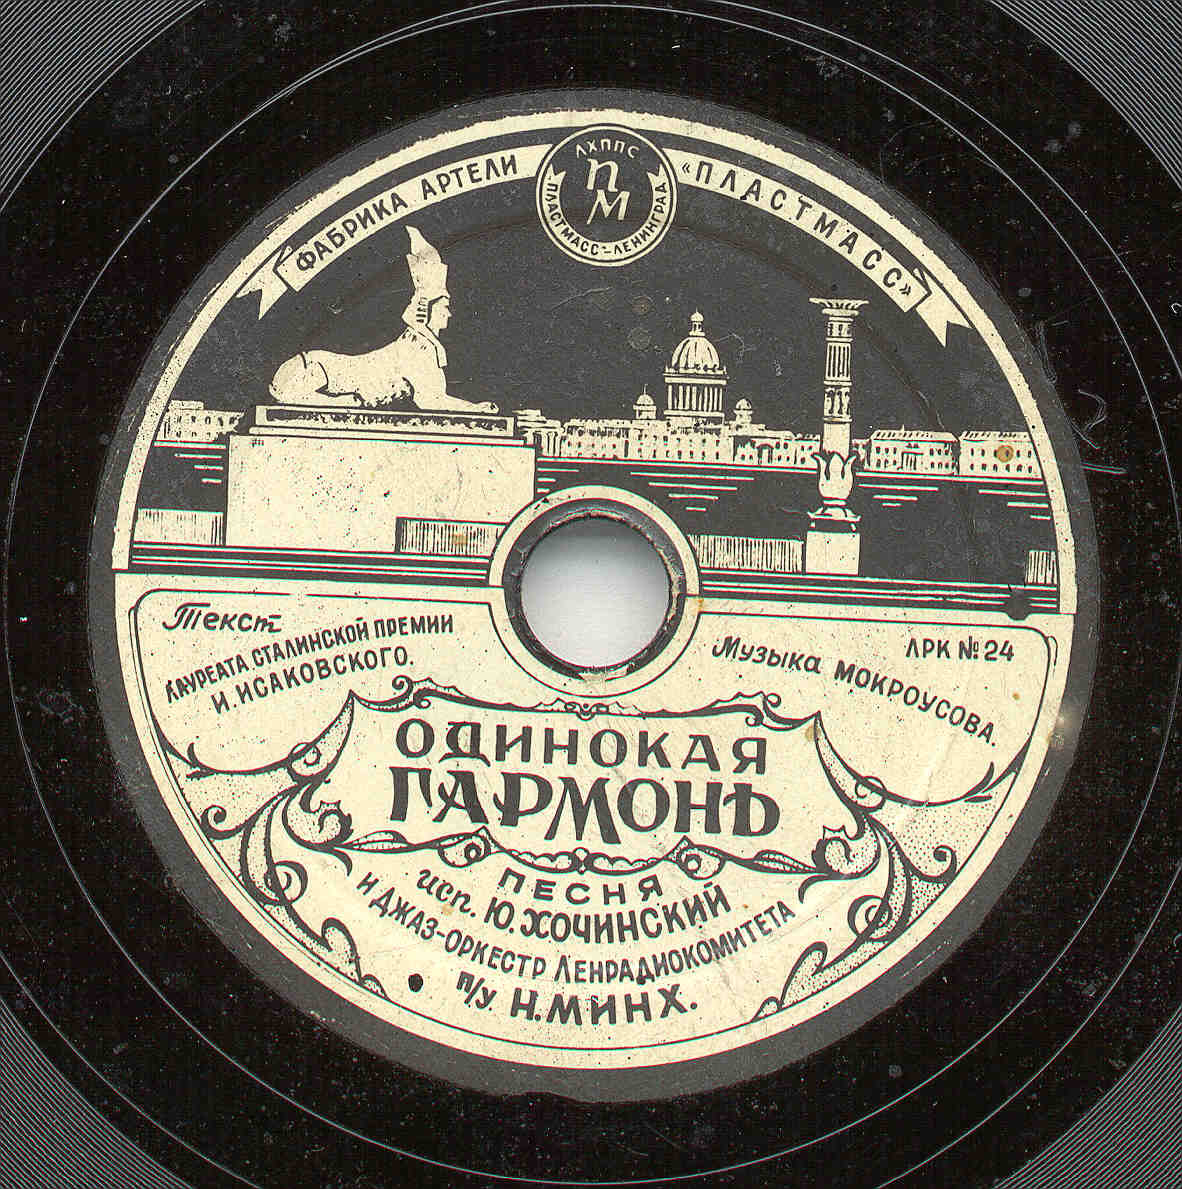 ФАБРИКА АРТЕЛИ «ПЛАСТМАСС»
ЛХППС
ПМ
ПЛАСТМАСС-ЛЕНИНГРАД
Текст
ЛАУРЕАТА СТАЛИНСКОЙ ПРЕМИИ
И. ИСАКОВСКОГО.
ЛРК № 24
Музыка МОКРОУСОВА.
ОДИНОКАЯ
ГАРМОНЬ
ПЕСНЯ
исп. Ю. ХОЧИНСКИЙ
И ДЖАЗ-ОРКЕСТР ЛЕНРАДИОКОМИТЕТА
П/У. Н. МИНХ.